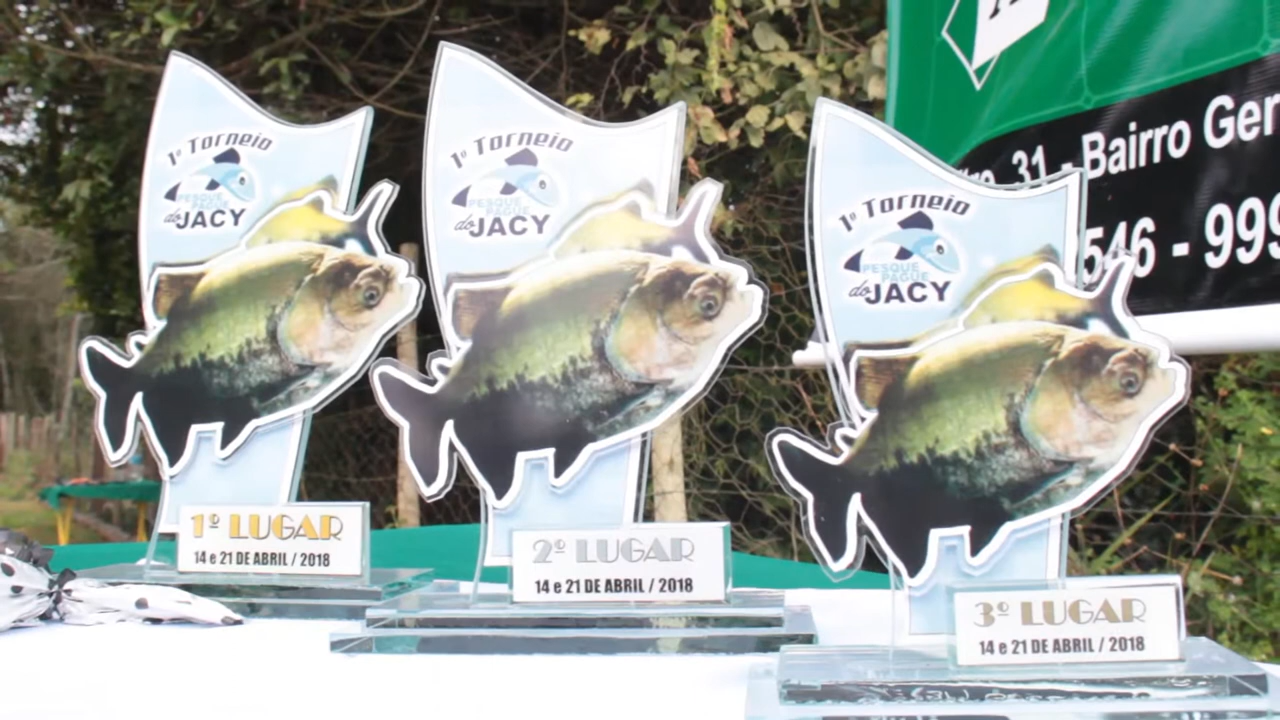 1º Torneio
PESQUE
PAGUE
do JACY
1º LUGAR
14 e 21 DE ABRIL / 2018
1º Torneio
PESQUE
PAGUE
do JACY
2º LUGAR
14 e 21 DE ABRIL / 2018
1º Torneio
PESQUE
PAGUE
do JACY
3º LUGAR
14 e 21 DE ABRIL / 2018
31 - Bairro Ger
546 - 999